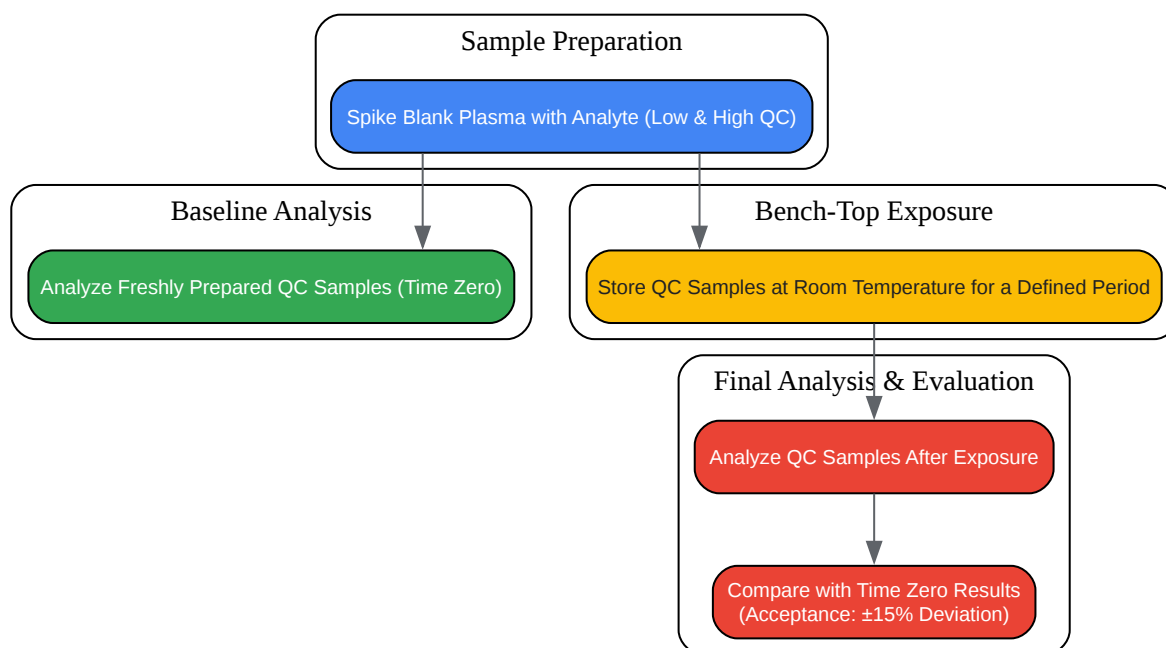 Sample Preparation
Spike Blank Plasma with Analyte (Low & High QC)
Baseline Analysis
Analyze Freshly Prepared QC Samples (Time Zero)
Bench-Top Exposure
Store QC Samples at Room Temperature for a Defined Period
Final Analysis & Evaluation
Analyze QC Samples After Exposure
Compare with Time Zero Results
(Acceptance: ±15% Deviation)